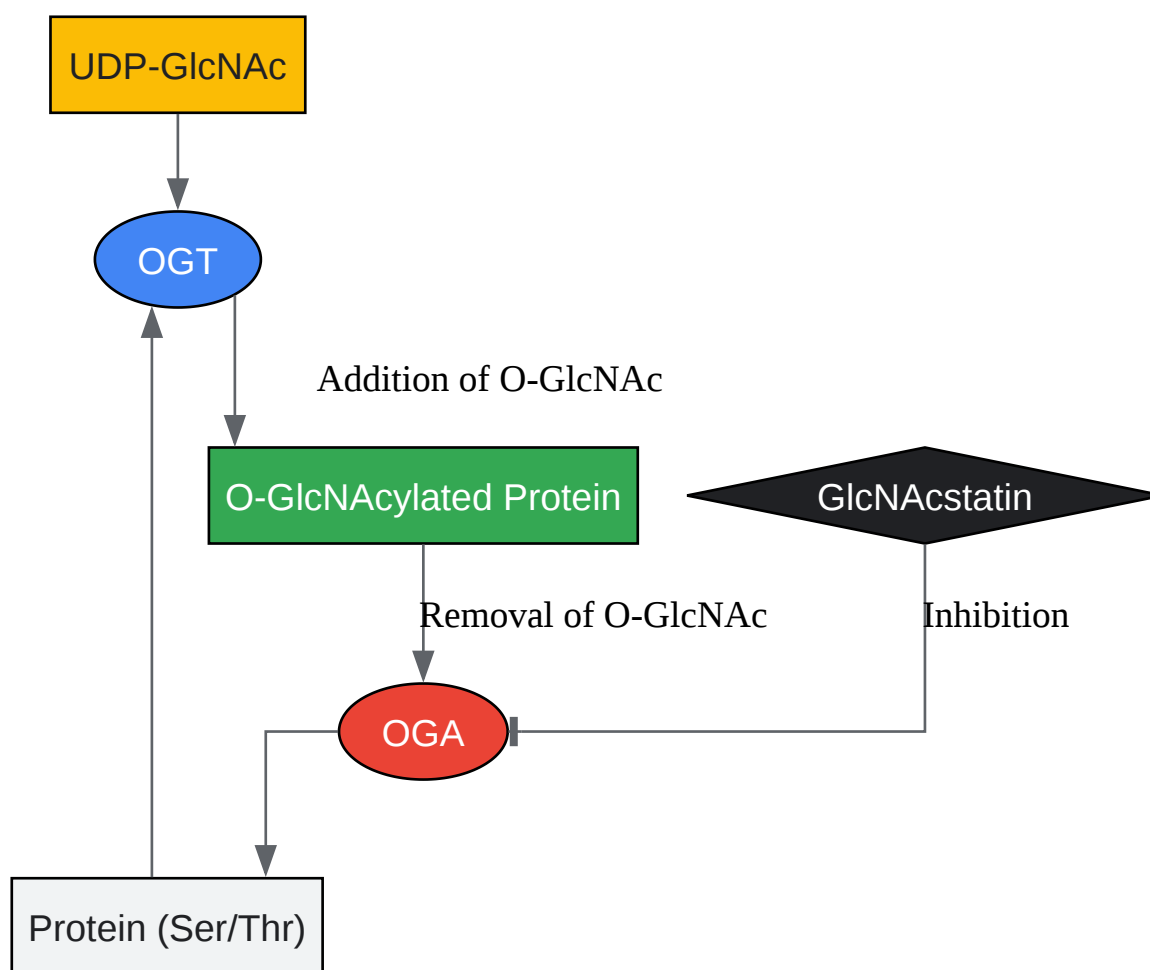 UDP-GlcNAc
OGT
Addition of O-GlcNAc
O-GlcNAcylated Protein
GlcNAcstatin
Removal of O-GlcNAc
Inhibition
OGA
Protein (Ser/Thr)